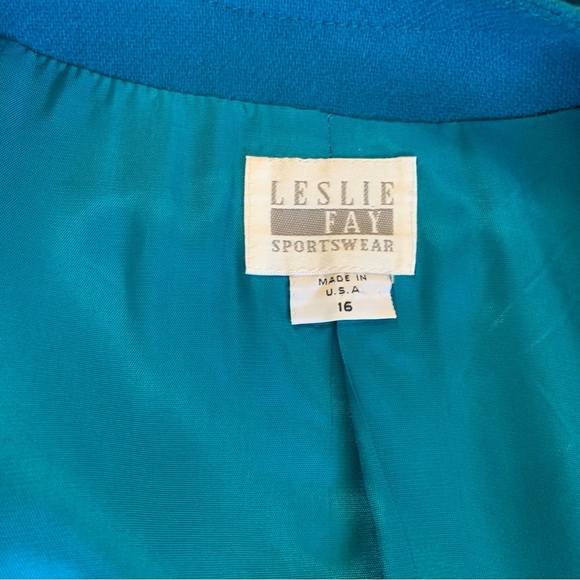 LESLIE
FAY
SPORTSWEAR
MADE IN
U.S.A.
16